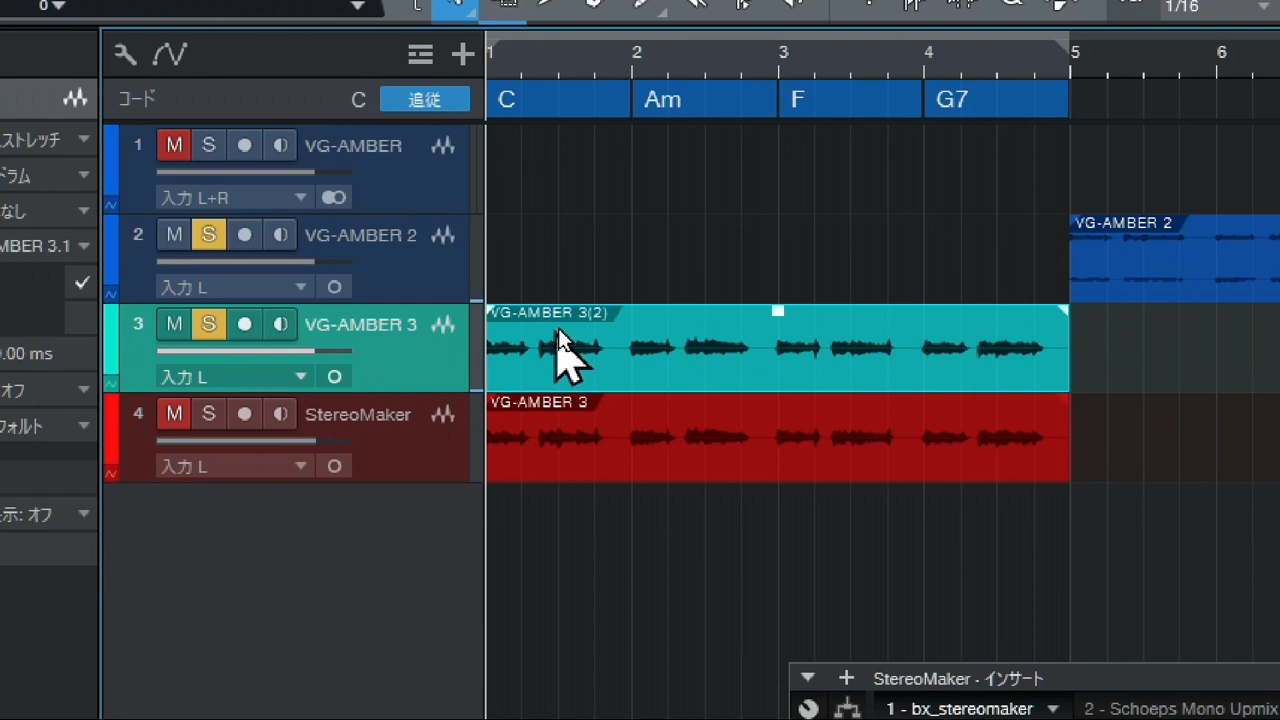 0
1/16
1 2 3 4 5 6
コード C 追従 C Am F G7
ストレッチ
1 M S VG-AMBER
ドラム
入力 L+R
なし
2 M S VG-AMBER 2
VG-AMBER 2
MBER 3.1
入力 L
VG-AMBER 3(2)
3 M S VG-AMBER 3
.00 ms
入力 L
オフ
VG-AMBER 3
4 M S StereoMaker
フォルト
入力 L
示: オフ
StereoMaker - インサート
1 - bx_stereomaker
2 - Schoeps Mono Upmix